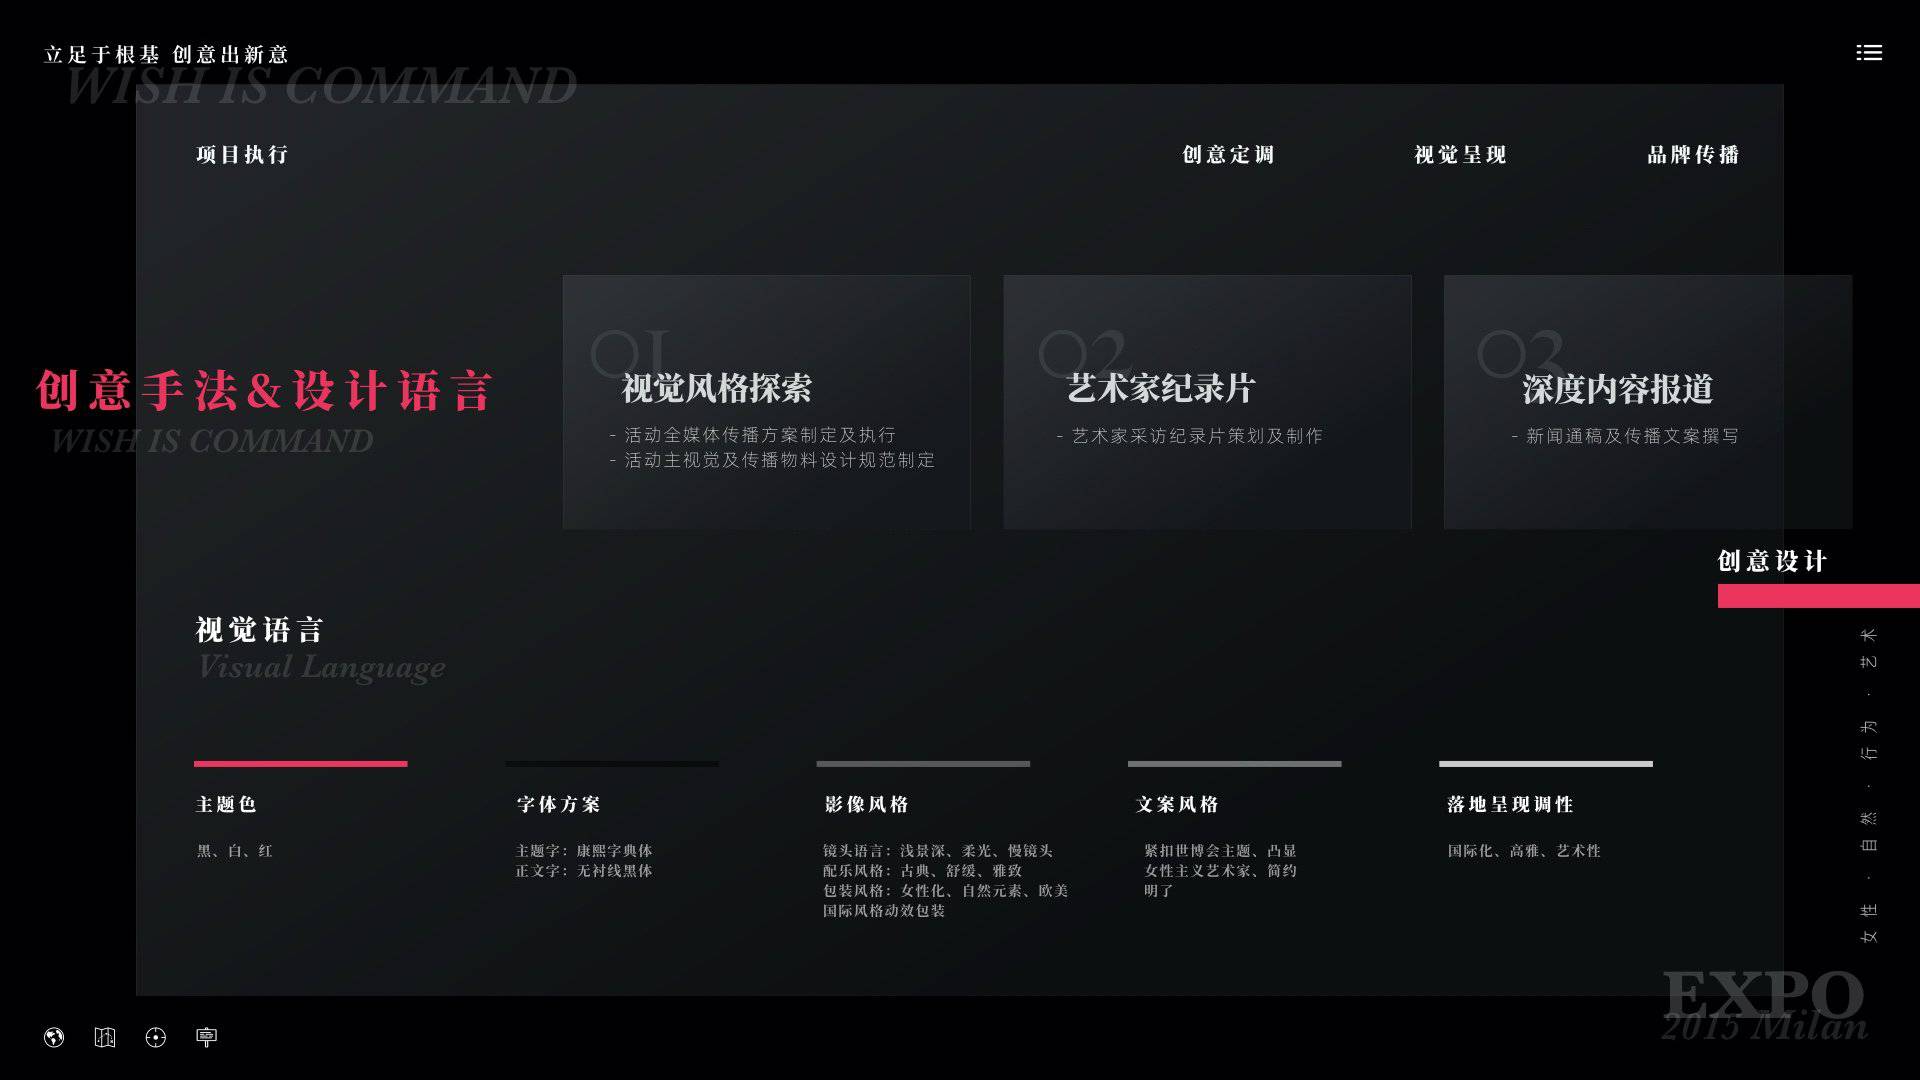 立足于根基 创意出新意
WISH IS COMMAND
项目执行
创意定调
视觉呈现
品牌传播
创意手法&设计语言
WISH IS COMMAND
01
视觉风格探索
- 活动全媒体传播方案制定及执行
- 活动主视觉及传播物料设计规范制定
02
艺术家纪录片
- 艺术家采访纪录片策划及制作
03
深度内容报道
- 新闻通稿及传播文案撰写
创意设计
女性 · 自然 · 行为 · 艺术
视觉语言
Visual Language
主题色
黑、白、红
字体方案
主题字：康熙字典体
正文字：无衬线黑体
影像风格
镜头语言：浅景深、柔光、慢镜头
配乐风格：古典、舒缓、雅致
包装风格：女性化、自然元素、欧美
国际风格动效包装
文案风格
紧扣世博会主题、凸显
女性主义艺术家、简约
明了
落地呈现调性
国际化、高雅、艺术性
EXPO
2015 Milan